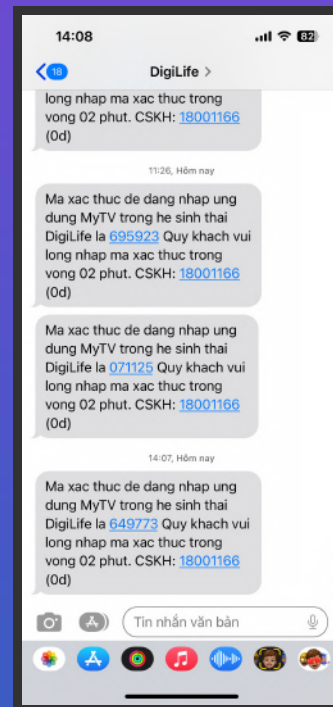 14:08
82
18
DigiLife >
long nhap ma xac thuc trong
vong 02 phut. CSKH: 18001166
(0d)
11:26, Hôm nay
Ma xac thuc de dang nhap ung
dung MyTV trong he sinh thai
DigiLife la 695923 Quy khach vui
long nhap ma xac thuc trong
vong 02 phut. CSKH: 18001166
(0d)
Ma xac thuc de dang nhap ung
dung MyTV trong he sinh thai
DigiLife la 071125 Quy khach vui
long nhap ma xac thuc trong
vong 02 phut. CSKH: 18001166
(0d)
14:07, Hôm nay
Ma xac thuc de dang nhap ung
dung MyTV trong he sinh thai
DigiLife la 649773 Quy khach vui
long nhap ma xac thuc trong
vong 02 phut. CSKH: 18001166
(0d)
Tin nhắn văn bản